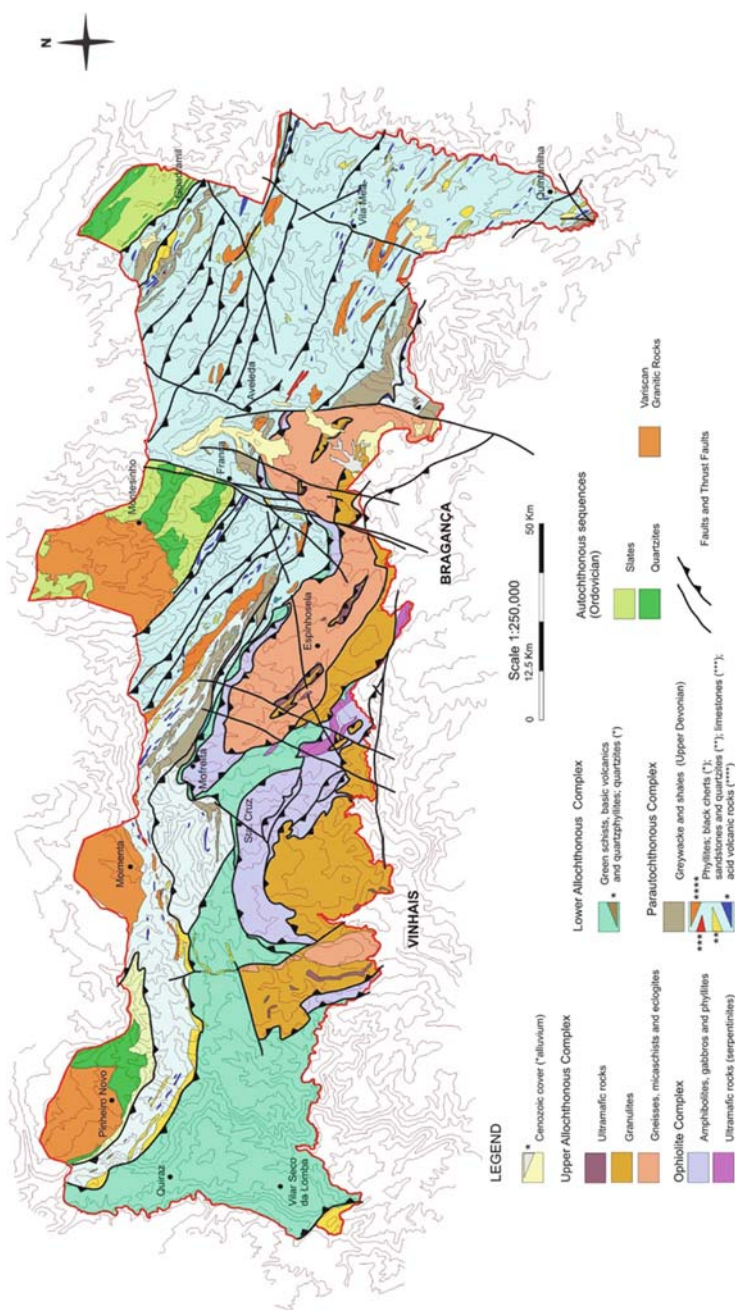 N
Pinheiro Novo
Moimenta
Montesinho
Guadramil
Quiraz
Vilar Seco
da Lomba
Sta Cruz
Mofreita
Espinhosela
França
Aveleda
Vila Meã
Quintanilha
VINHAIS
BRAGANÇA
Scale 1:250,000
0 12.5 Km 50 Km
LEGEND
* Cenozoic cover (*alluvium)
Upper Allochthonous Complex
Ultramafic rocks
Granulites
Gneisses, micaschists and eclogites
Ophiolite Complex
Amphibolites, gabbros and phyllites
Ultramafic rocks (serpentinites)
Lower Allochthonous Complex
* Green schists, basic volcanics
and quartzphyllites; quartzites (*)
Parautochthonous Complex
Greywacke and shales (Upper Devonian)
*** ** **** *
Phyllites; black cherts (*);
sandstones and quartzites (**); limestones (***);
acid volcanic rocks (****)
Autochthonous sequences
(Ordovician)
Slates
Quartzites
Faults and Thrust Faults
Variscan
Granitic Rocks